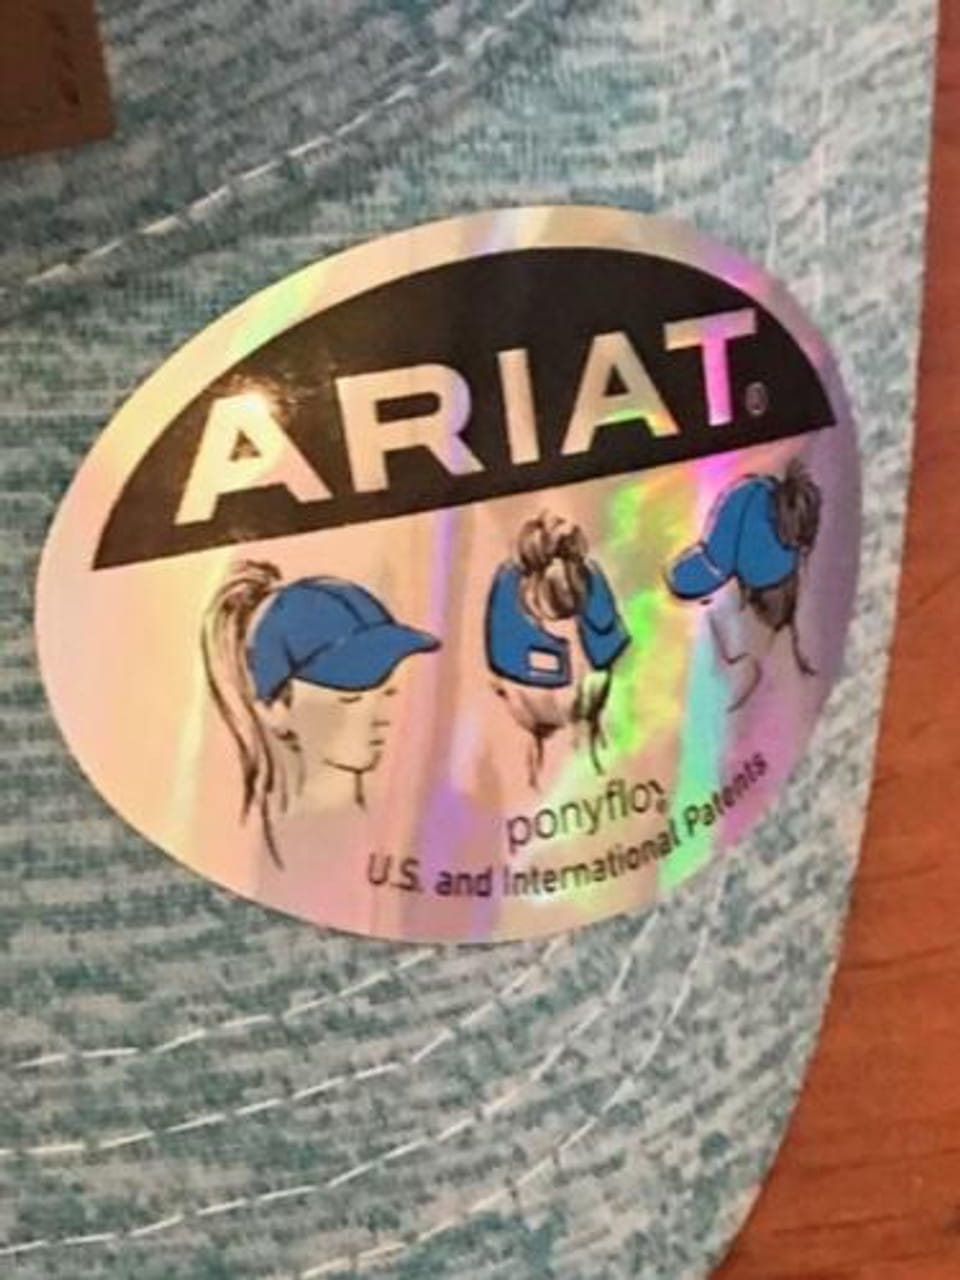 ARIAT®
ponyflo
U.S. and International Patents